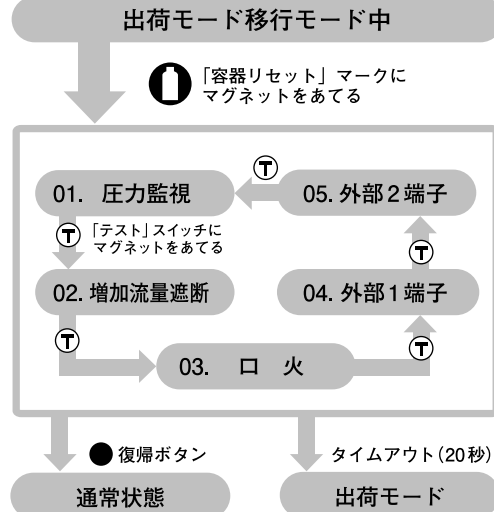 出荷モード移行モード中
「容器リセット」マークに
マグネットをあてる
T
01. 圧力監視
05. 外部2端子
T
「テスト」スイッチに
マグネットをあてる
T
02. 増加流量遮断
04. 外部1端子
T
T
03. 口火
●復帰ボタン
タイムアウト(20秒)
通常状態
出荷モード